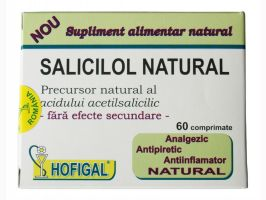 NOU
Supliment alimentar natural
SALICILOL NATURAL
Precursor natural al
acidului acetilsalicilic
- fără efecte secundare -
60 comprimate
Analgezic
Antipiretic
Antiinflamator
NATURAL
HOFIGAL®
ROMÂNIA